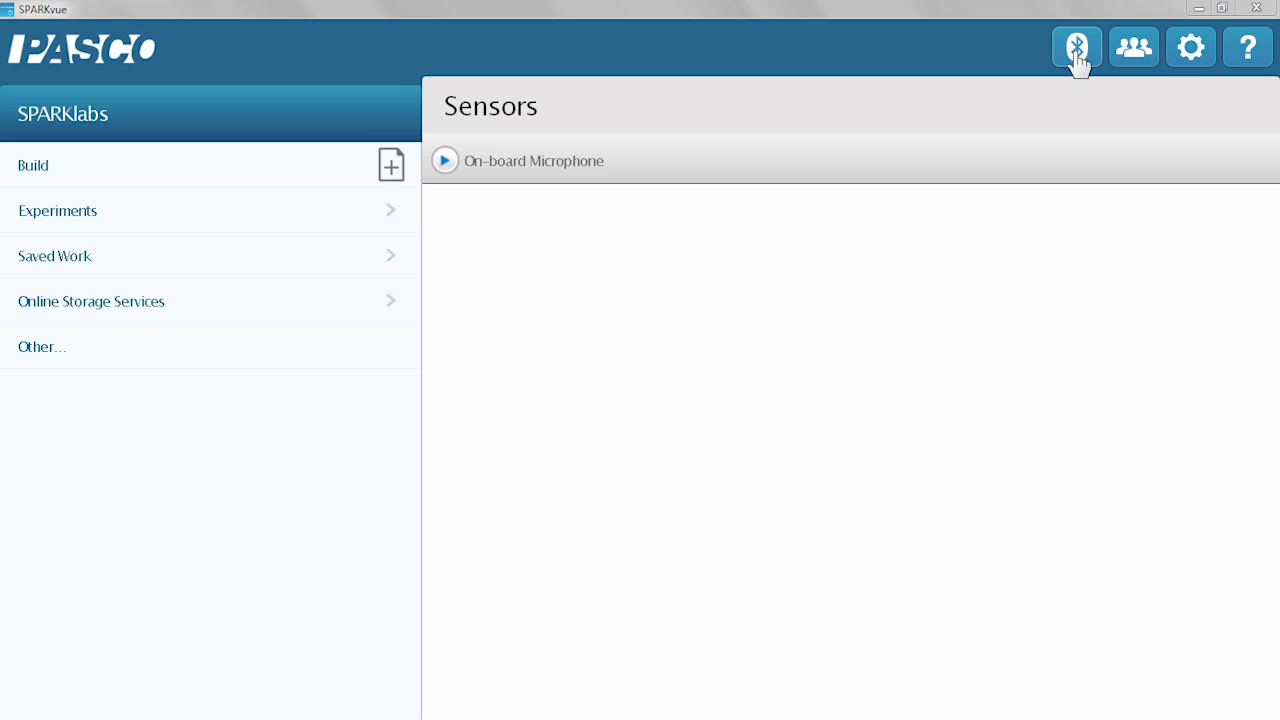 SPARKvue
PASCO
?
SPARKlabs
Sensors
Build
On-board Microphone
Experiments
Saved Work
Online Storage Services
Other...